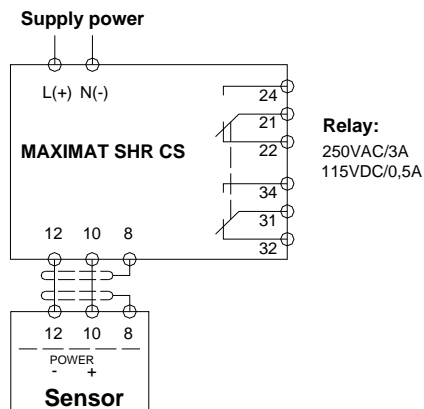 Supply power
L(+) N(-)
24
21
MAXIMAT SHR CS
22
Relay:
250VAC/3A
115VDC/0,5A
34
31
32
12 10 8
12 10 8
POWER
- +
Sensor